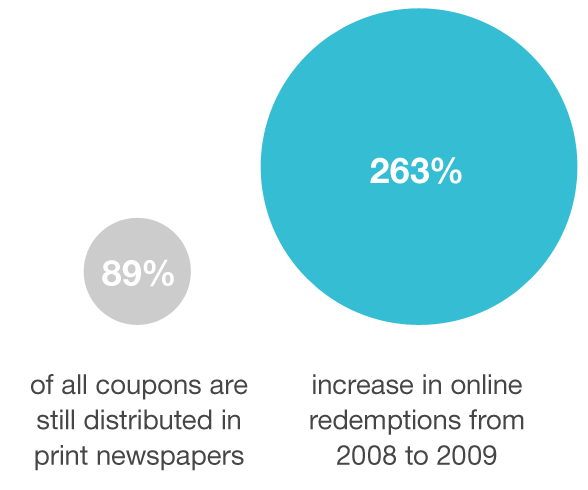 89%
of all coupons are
still distributed in
print newspapers
263%
increase in online
redemptions from
2008 to 2009